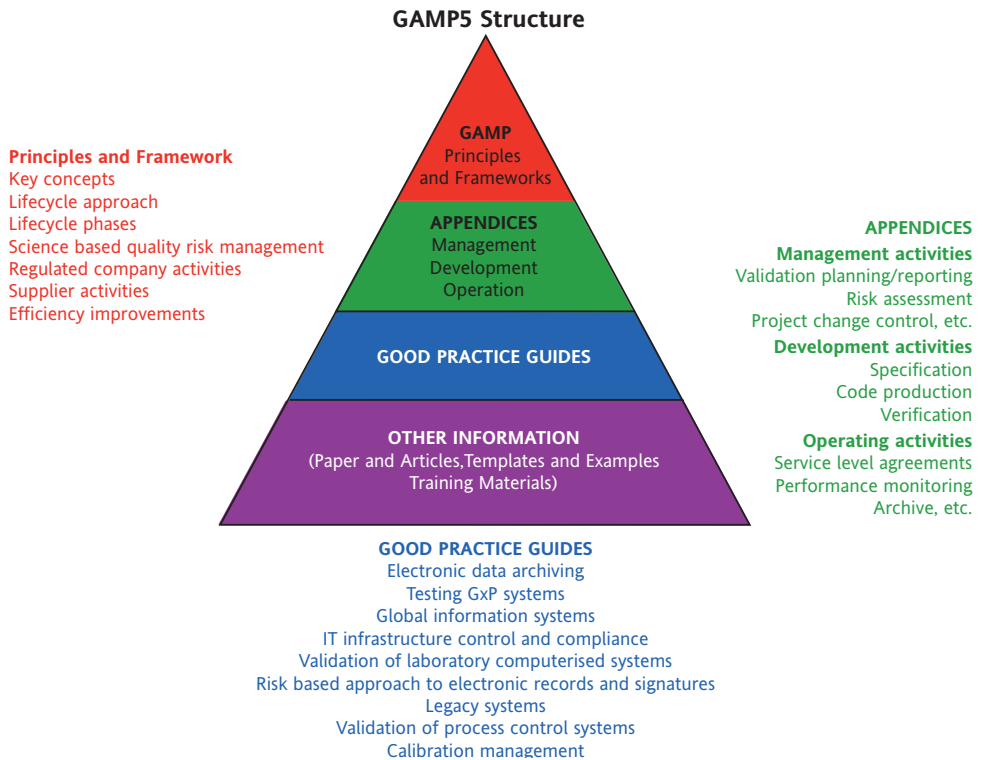 GAMP5 Structure
GAMP
Principles
and Frameworks
APPENDICES
Management
Development
Operation
GOOD PRACTICE GUIDES
OTHER INFORMATION
(Paper and Articles,Templates and Examples
Training Materials)
Principles and Framework
Key concepts
Lifecycle approach
Lifecycle phases
Science based quality risk management
Regulated company activities
Supplier activities
Efficiency improvements
APPENDICES
Management activities
Validation planning/reporting
Risk assessment
Project change control, etc.
Development activities
Specification
Code production
Verification
Operating activities
Service level agreements
Performance monitoring
Archive, etc.
GOOD PRACTICE GUIDES
Electronic data archiving
Testing GxP systems
Global information systems
IT infrastructure control and compliance
Validation of laboratory computerised systems
Risk based approach to electronic records and signatures
Legacy systems
Validation of process control systems
Calibration management